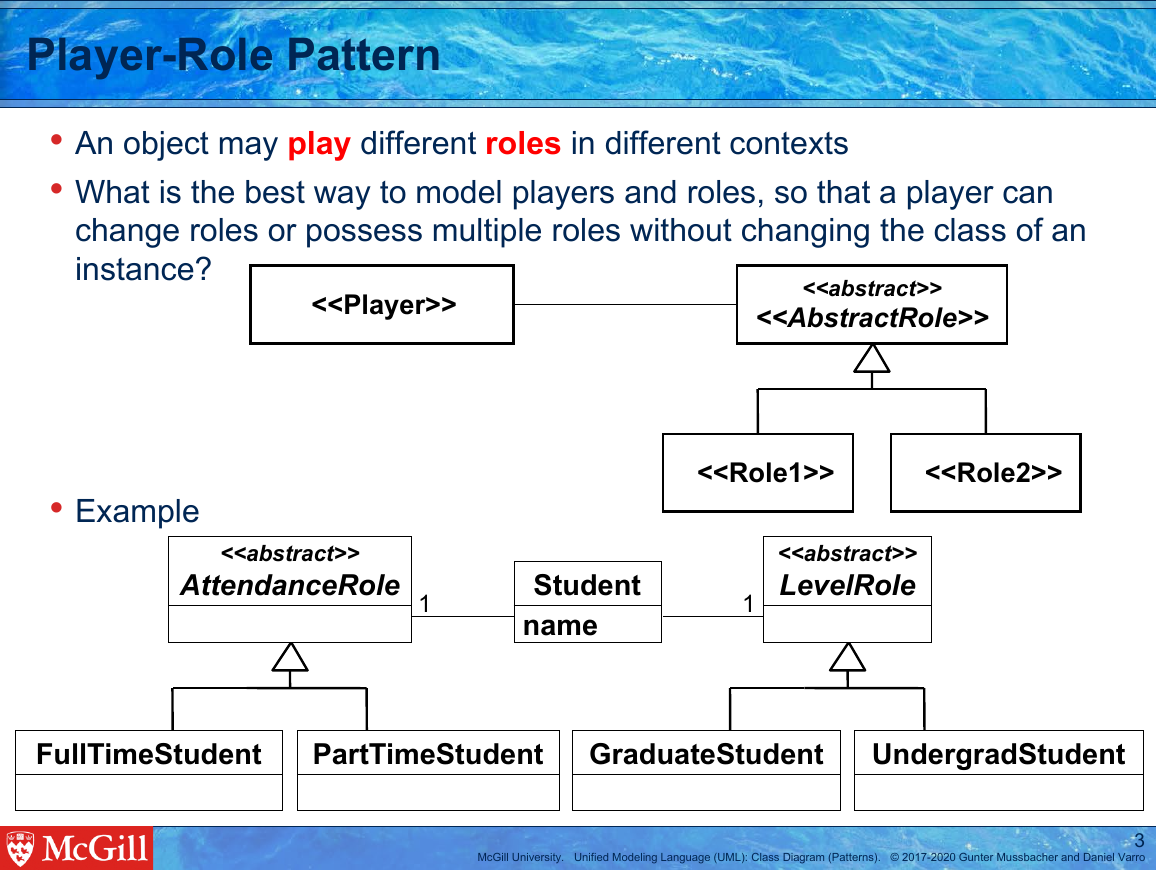 Player-Role Pattern
• An object may play different roles in different contexts
• What is the best way to model players and roles, so that a player can
change roles or possess multiple roles without changing the class of an
instance?
<<Player>>
<<abstract>>
<<AbstractRole>>
<<Role1>>
<<Role2>>
• Example
<<abstract>>
AttendanceRole
1
Student
name
1
<<abstract>>
LevelRole
FullTimeStudent
PartTimeStudent
GraduateStudent
UndergradStudent
McGill
3
McGill University. Unified Modeling Language (UML): Class Diagram (Patterns). © 2017-2020 Gunter Mussbacher and Daniel Varro